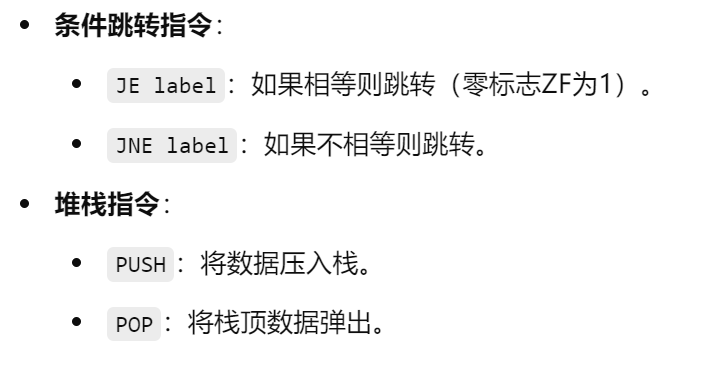 条件跳转指令：
JE label：如果相等则跳转（零标志ZF为1）。
JNE label：如果不相等则跳转。
堆栈指令：
PUSH：将数据压入栈。
POP：将栈顶数据弹出。